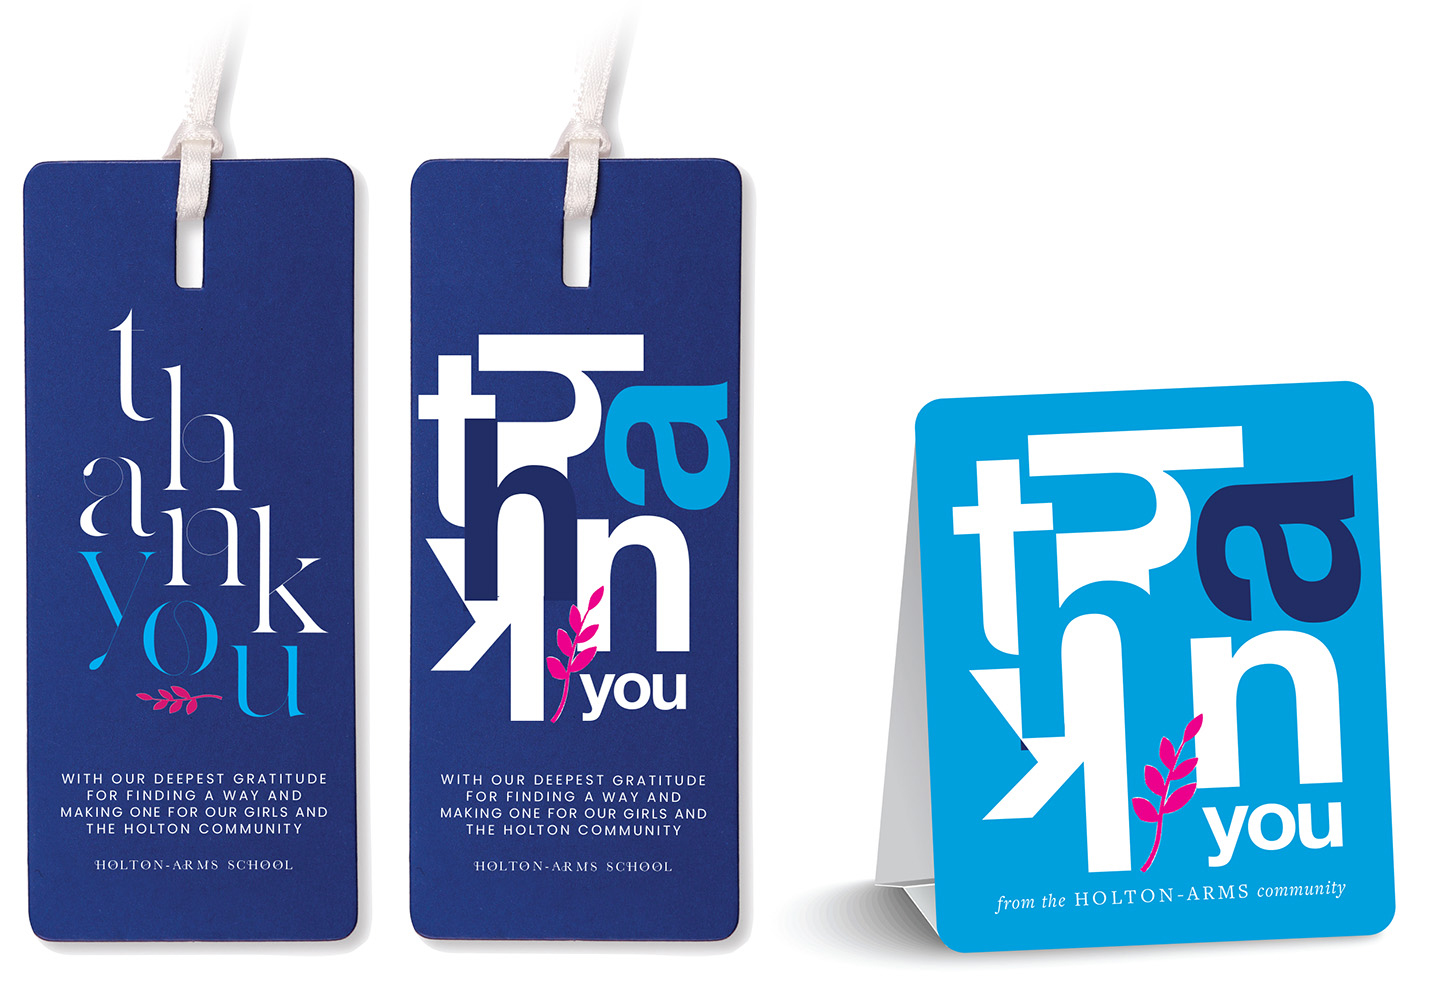 thank
you
WITH OUR DEEPEST GRATITUDE
FOR FINDING A WAY AND
MAKING ONE FOR OUR GIRLS AND
THE HOLTON COMMUNITY
HOLTON-ARMS SCHOOL
thank
you
WITH OUR DEEPEST GRATITUDE
FOR FINDING A WAY AND
MAKING ONE FOR OUR GIRLS AND
THE HOLTON COMMUNITY
HOLTON-ARMS SCHOOL
thank
you
from the HOLTON-ARMS community